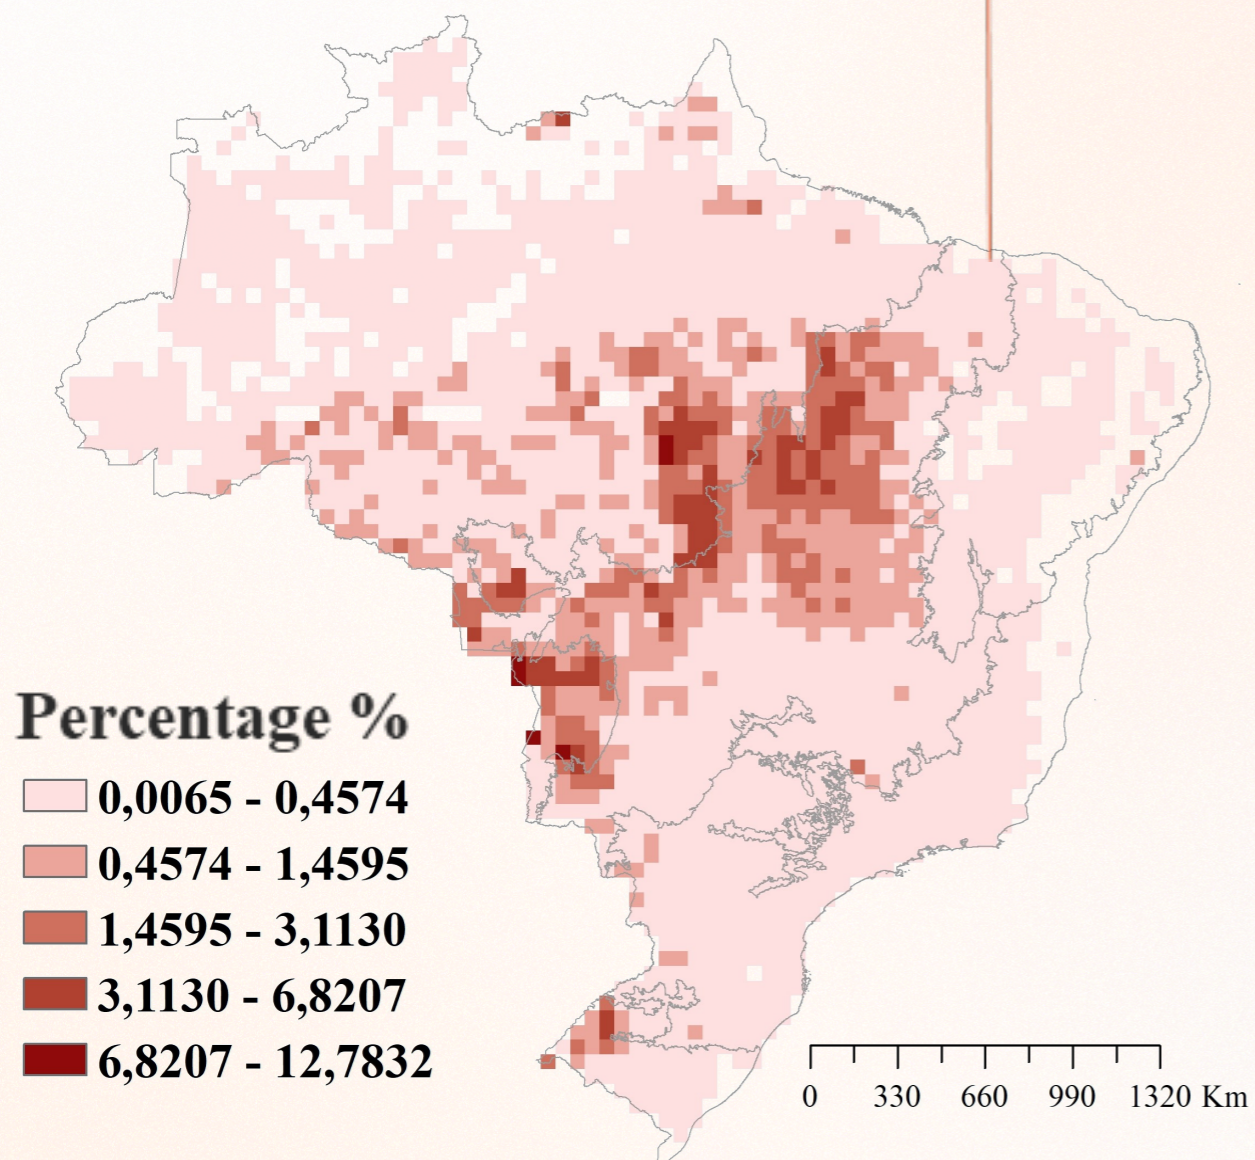 Percentage %
0,0065 - 0,4574
0,4574 - 1,4595
1,4595 - 3,1130
3,1130 - 6,8207
6,8207 - 12,7832
0 330 660 990 1320 Km